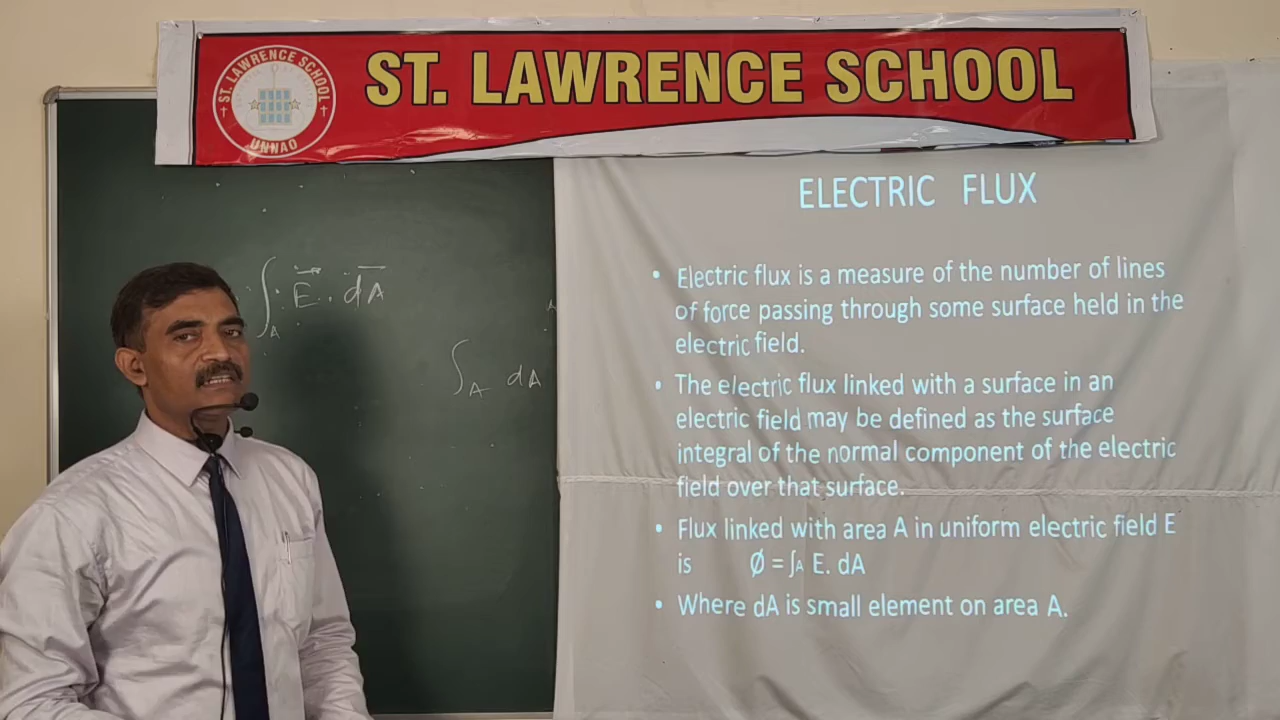 ST. LAWRENCE SCHOOL
ST. LAWRENCE SCHOOL
UNNAO
ELECTRIC FLUX
• Electric flux is a measure of the number of lines
of force passing through some surface held in the
electric field.
• The electric flux linked with a surface in an
electric field may be defined as the surface
integral of the normal component of the electric
field over that surface.
• Flux linked with area A in uniform electric field E
is Ø = ∫A E. dA
• Where dA is small element on area A.
∫A E . dA
∫A dA